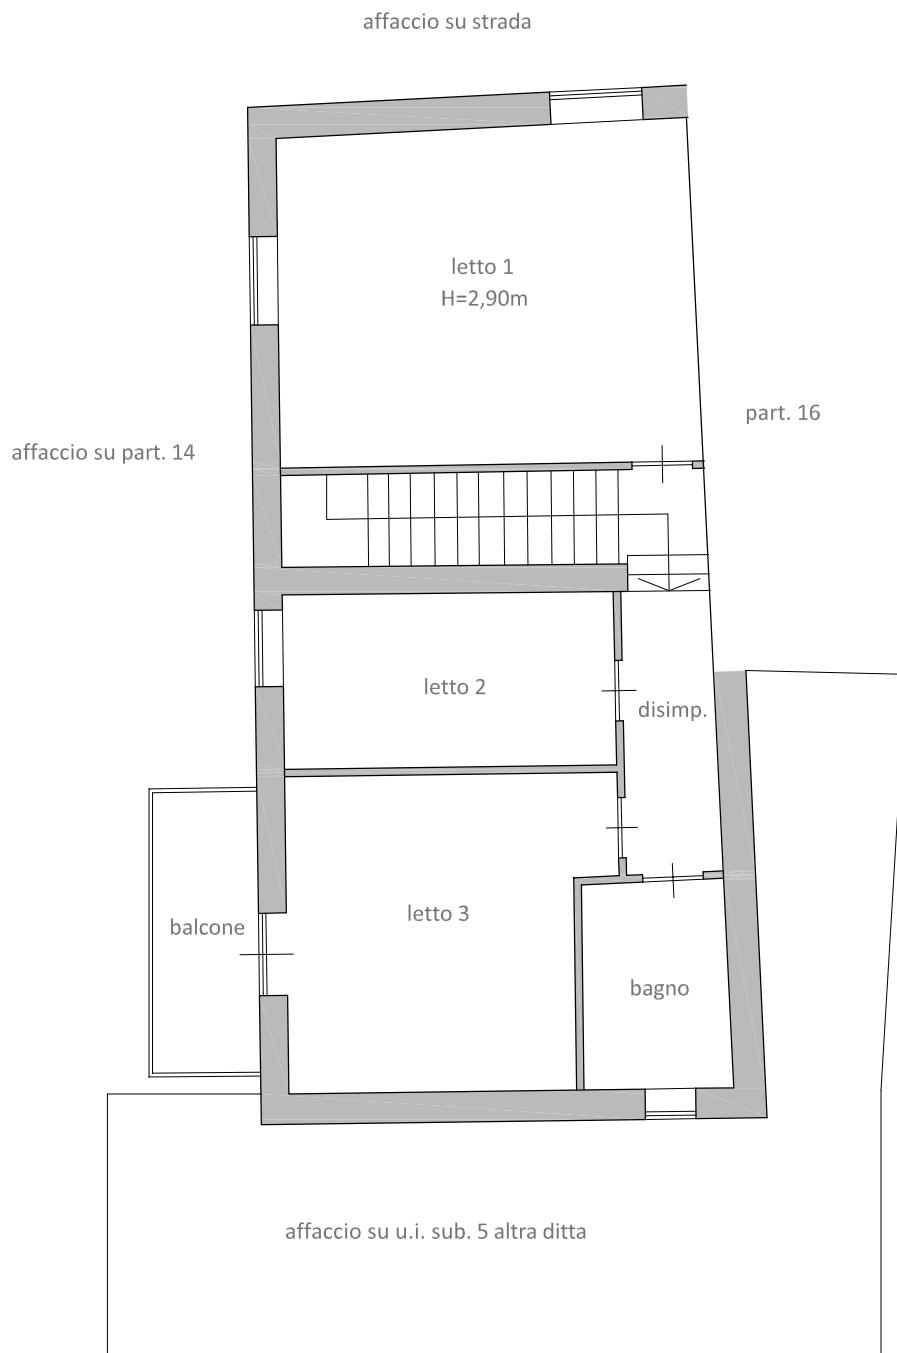 affaccio su strada
letto 1
H=2,90m
part. 16
affaccio su part. 14
letto 2
disimp.
letto 3
balcone
bagno
affaccio su u.i. sub. 5 altra ditta